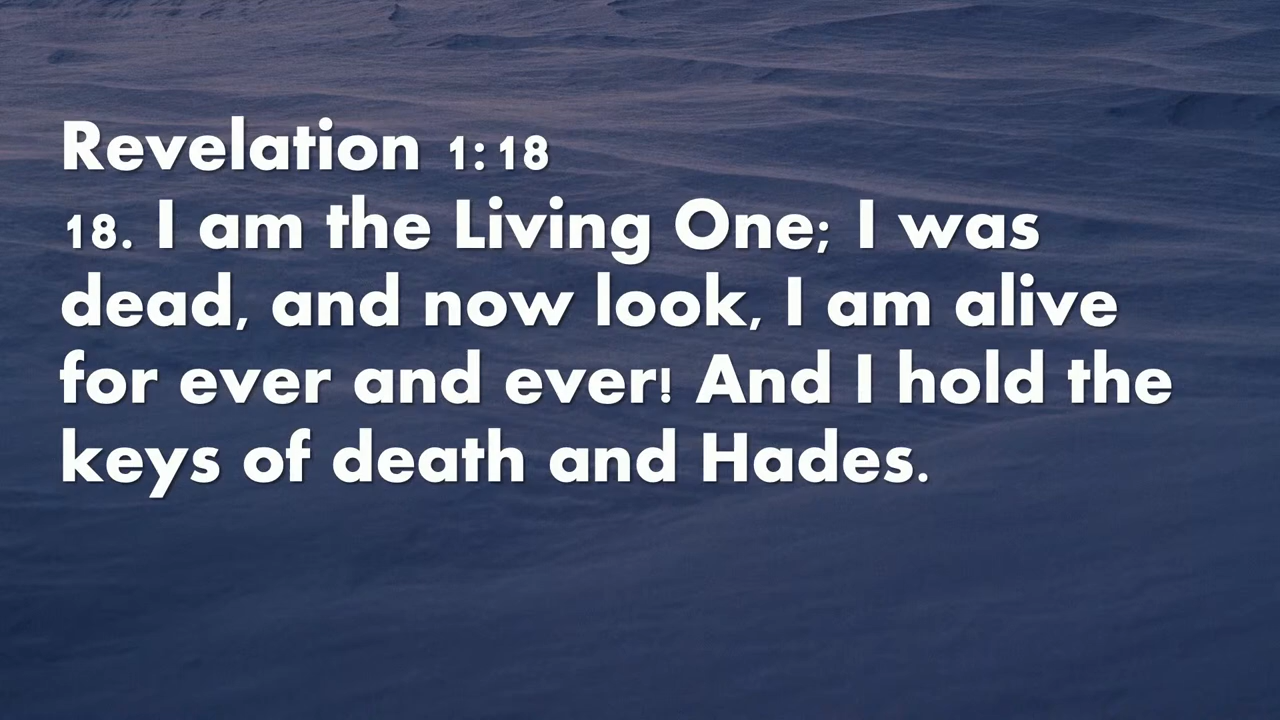 Revelation 1:18
18. I am the Living One; I was
dead, and now look, I am alive
for ever and ever! And I hold the
keys of death and Hades.